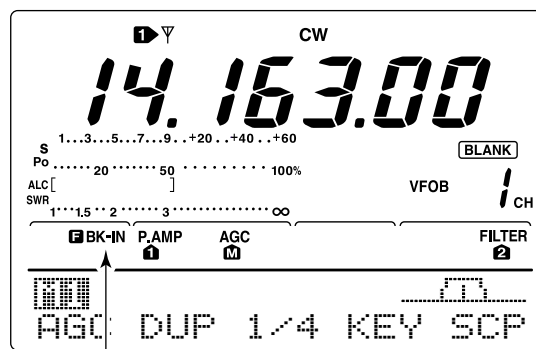 1 CW
14.163.00
S 1...3...5...7...9..+20..+40..+60
BLANK
Po ...... 20 ...... 50 ............ 100%
ALC
VFOB 1 CH
SWR 1...1.5..2 ...... 3 ............ ∞
F BK-IN P.AMP AGC FILTER
1 M 2
M1
AGC DUP 1/4 KEY SCP